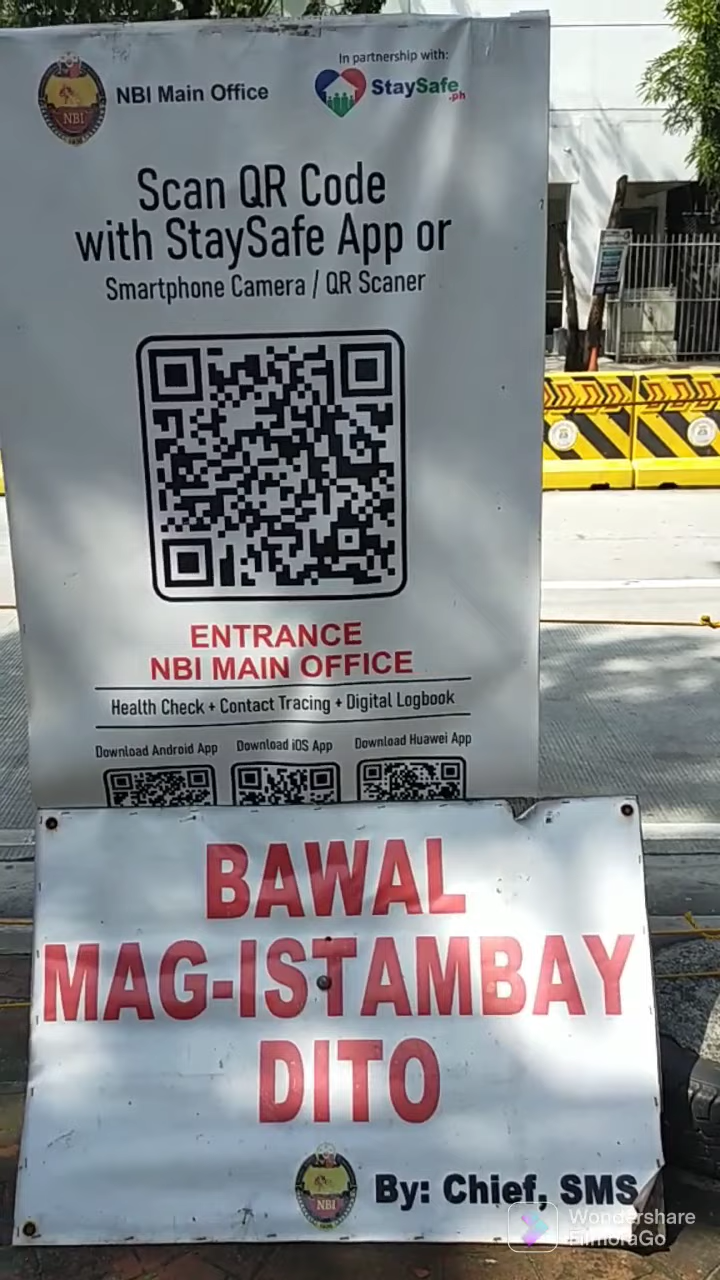 In partnership with:
NBI NBI Main Office StaySafe.ph
Scan QR Code
with StaySafe App or
Smartphone Camera / QR Scaner
ENTRANCE
NBI MAIN OFFICE
Health Check + Contact Tracing + Digital Logbook
Download Android App Download iOS App Download Huawei App
BAWAL
MAG-ISTAMBAY
DITO
NBI By: Chief, SMS
Wondershare
FilmoraGo